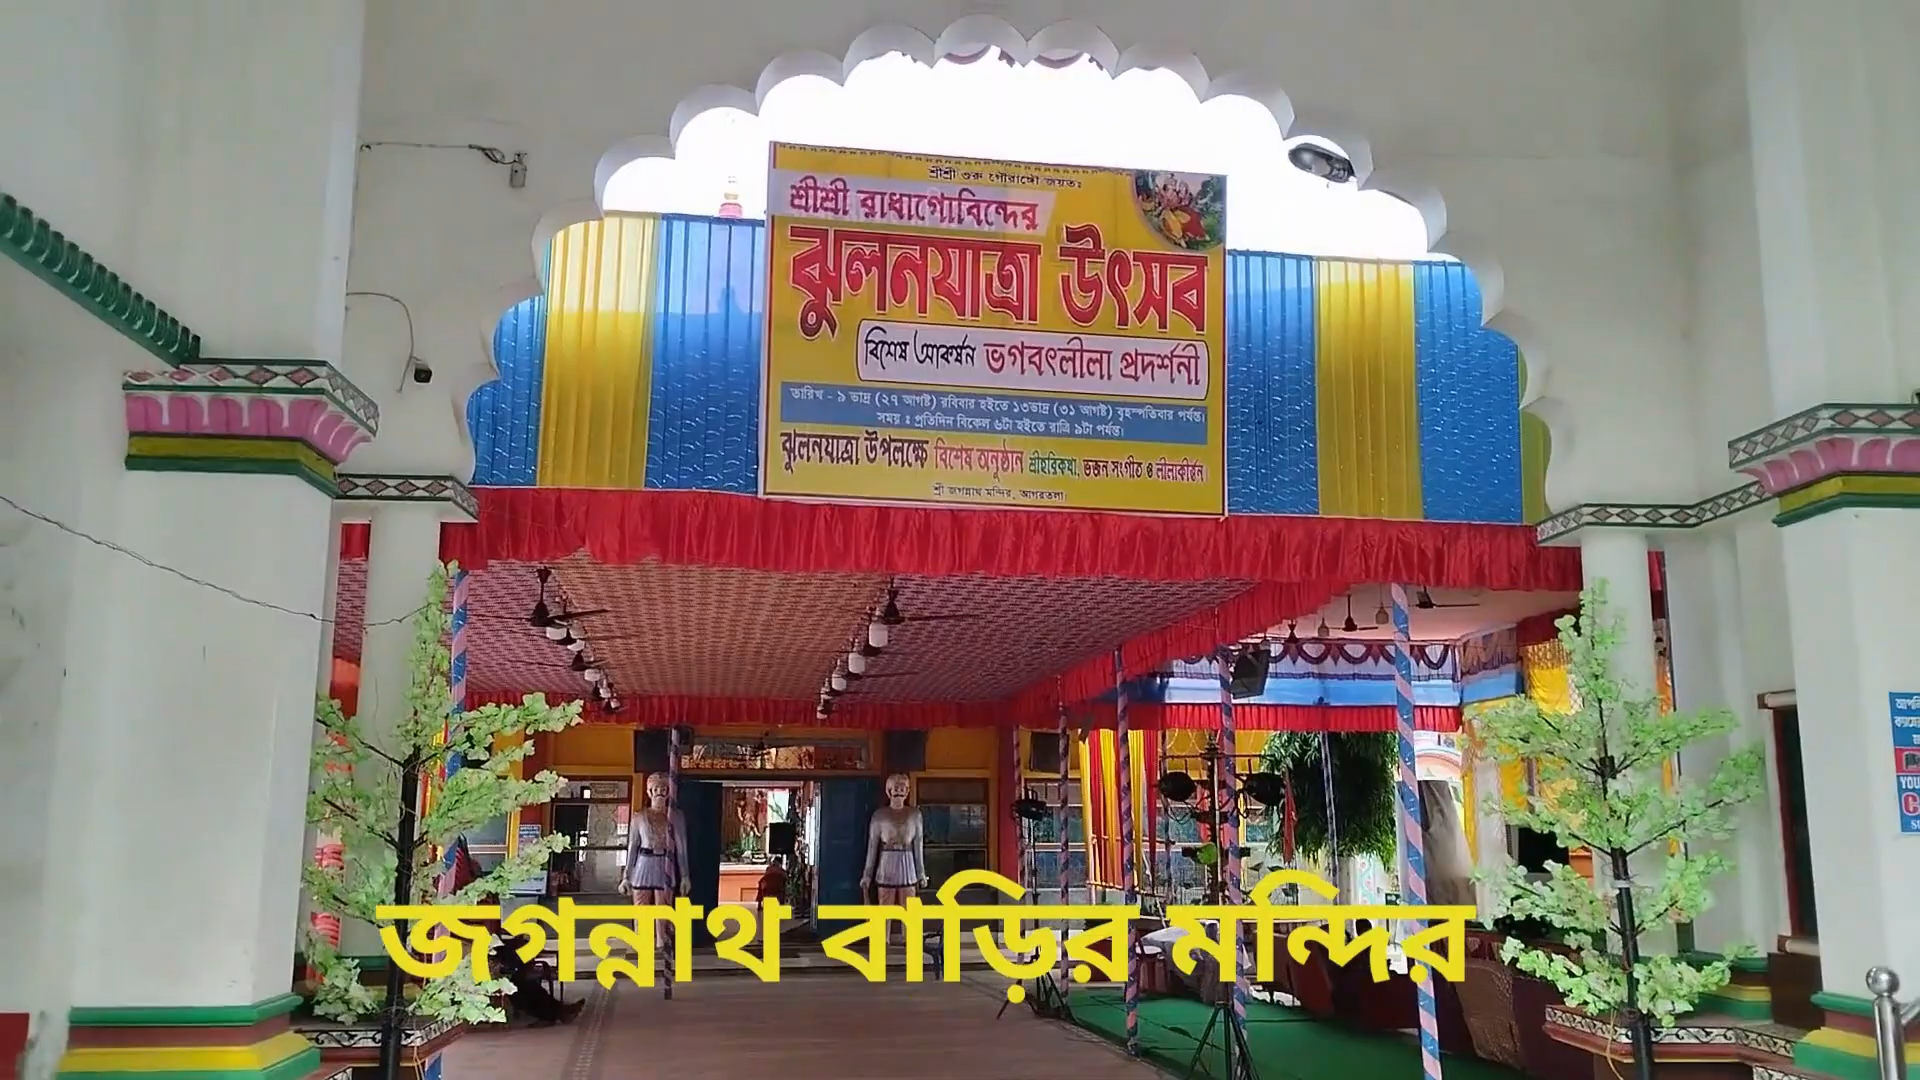 শ্রীশ্রী গুরু গৌরাঙ্গৌ জয়তঃ
শ্রীশ্রী রাধাগোবিন্দের
ঝুলনযাত্রা উৎসব
বিশেষ আকর্ষন ভগবৎলীলা প্রদর্শনী
তারিখ - ৯ ভাদ্র (২৭ আগষ্ট) রবিবার হইতে ১৩ভাদ্র (৩১ আগষ্ট) বৃহস্পতিবার পর্যন্ত।
সময় ঃ প্রতিদিন বিকেল ৬টা হইতে রাত্রি ৯টা পর্যন্ত।
ঝুলনযাত্রা উপলক্ষে বিশেষ অনুষ্ঠান শ্রীহরিকথা, ভজন সংগীত ও লীলাকীর্ত্তন।
শ্রী জগন্নাথ মন্দির, আগরতলা।
YOU
জগন্নাথ বাড়ির মন্দির